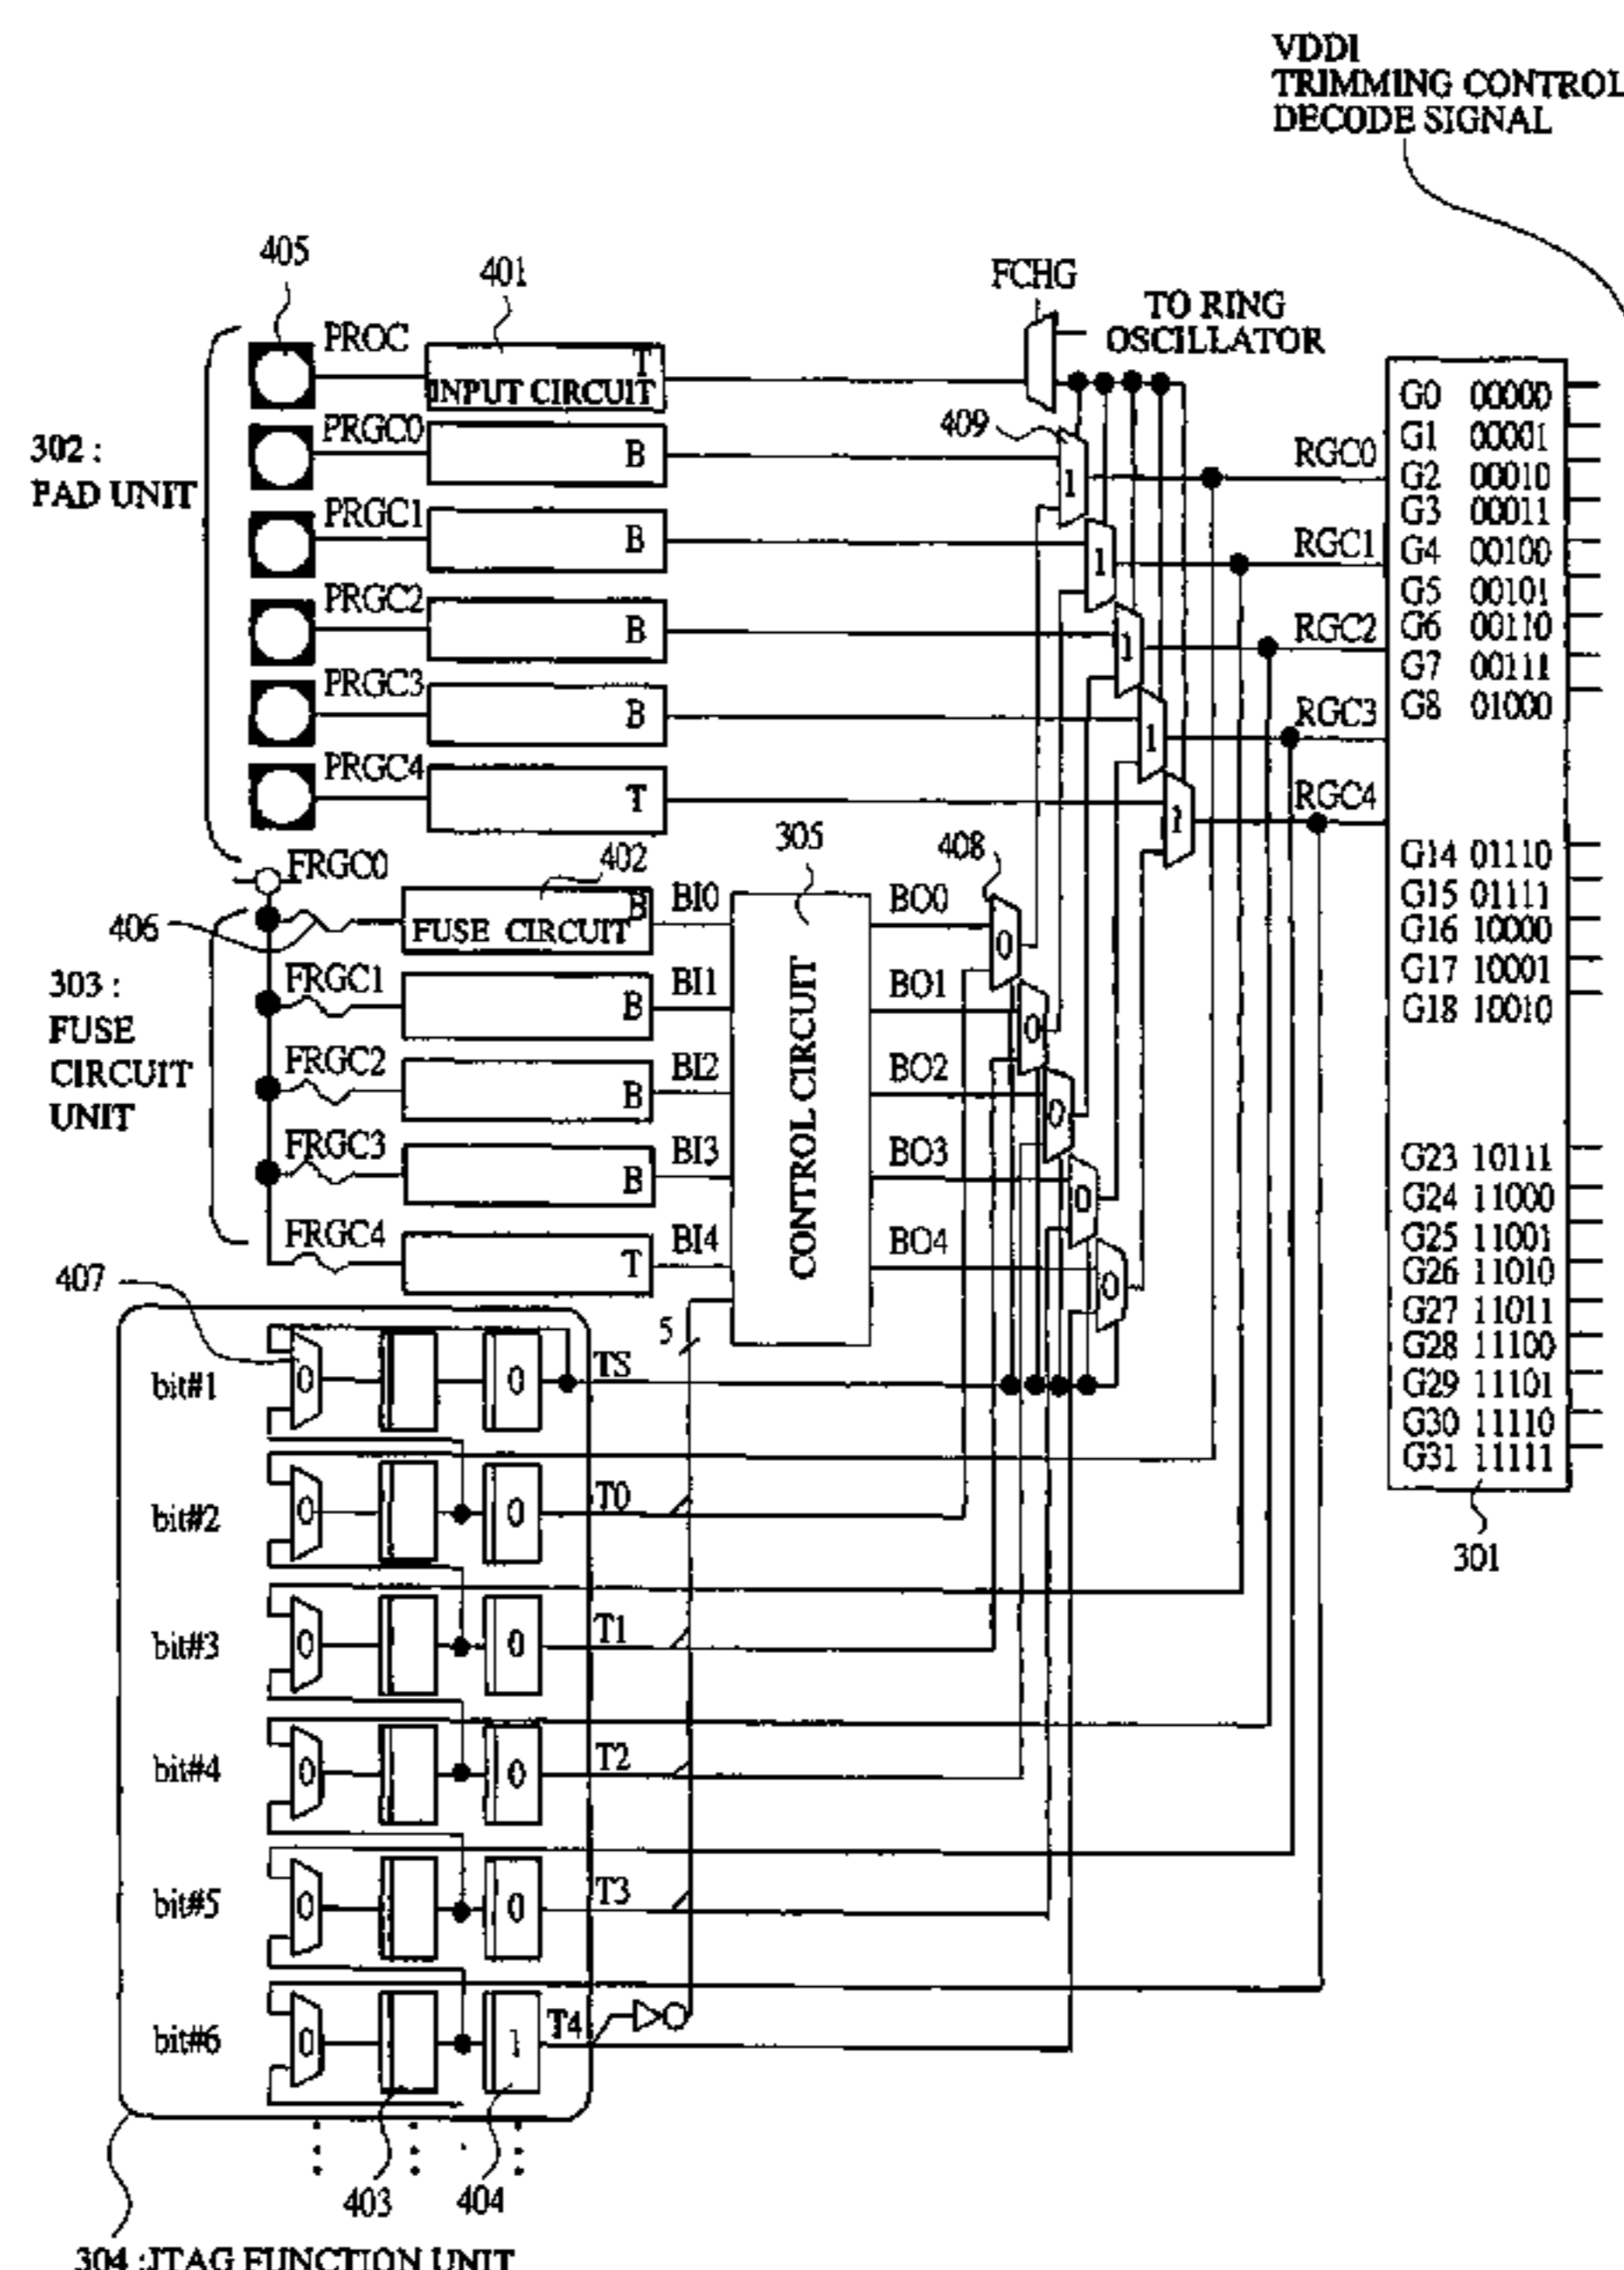 VDDI
TRIMMING CONTROL
DECODE SIGNAL
405
401
FCHG
TO RING
OSCILLATOR
PROC
T
INPUT CIRCUIT
302 :
PAD UNIT
PRGC0
B
409
1
RGC0
PRGC1
B
1
RGC1
PRGC2
B
1
RGC2
PRGC3
B
1
RGC3
PRGC4
T
1
RGC4
G0 00000
G1 00001
G2 00010
G3 00011
G4 00100
G5 00101
G6 00110
G7 00111
G8 01000
G14 01110
G15 01111
G16 10000
G17 10001
G18 10010
G23 10111
G24 11000
G25 11001
G26 11010
G27 11011
G28 11100
G29 11101
G30 11110
G31 11111
301
FRGC0
402
305
408
406
B
FUSE CIRCUIT
BI0
BO0
0
303 :
FUSE
CIRCUIT
UNIT
FRGC1
B
BI1
BO1
0
FRGC2
B
BI2
BO2
0
FRGC3
B
BI3
BO3
0
FRGC4
T
BI4
BO4
0
CONTROL CIRCUIT
407
5
bit#1
0
0
TS
bit#2
0
0
T0
bit#3
0
0
T1
bit#4
0
0
T2
bit#5
0
0
T3
bit#6
0
1
T4
403
404
304 :JTAG FUNCTION UNIT